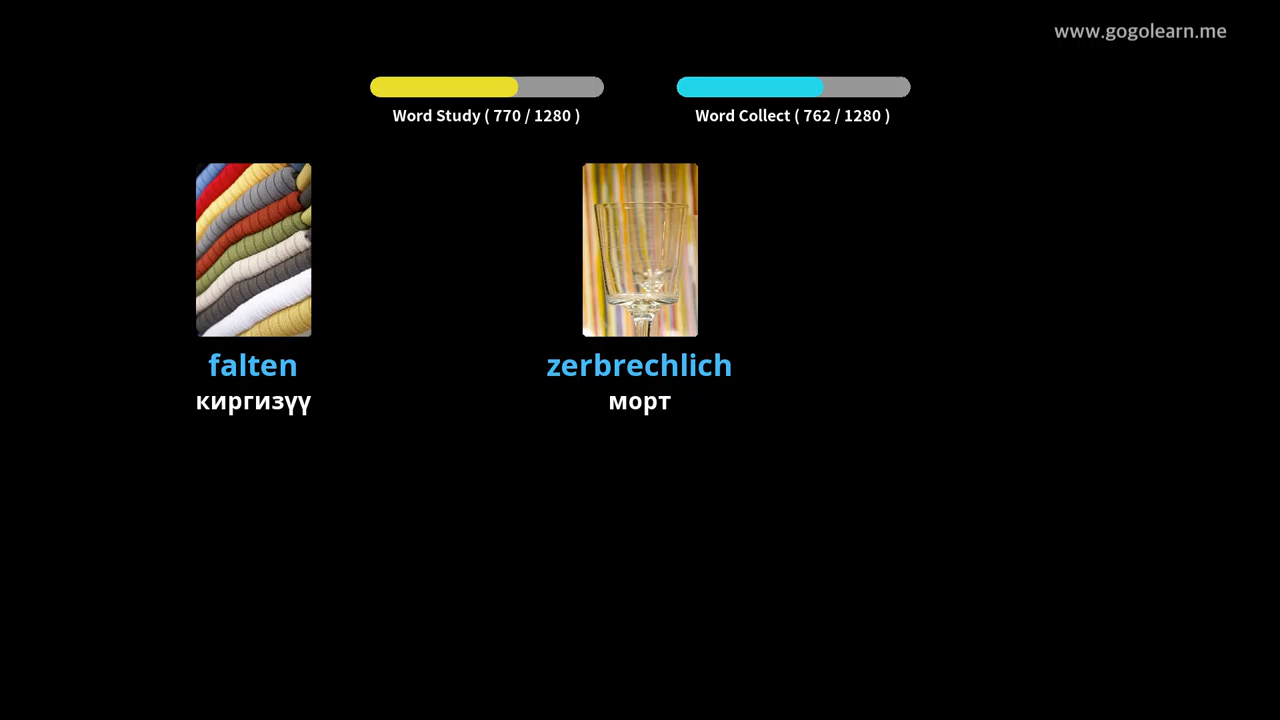 www.gogolearn.me
Word Study ( 770 / 1280 )
Word Collect ( 762 / 1280 )
falten
киргизүү
zerbrechlich
морт